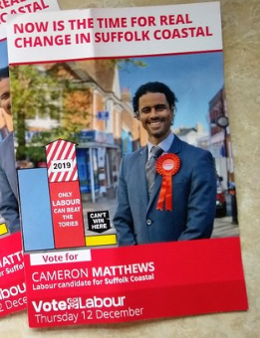 NOW IS THE TIME FOR REAL
CHANGE IN SUFFOLK COASTAL
2019
ONLY
LABOUR
CAN BEAT
THE
TORIES
CAN'T
WIN
HERE
Vote for
CAMERON MATTHEWS
Labour candidate for Suffolk Coastal
Vote Labour
Thursday 12 December